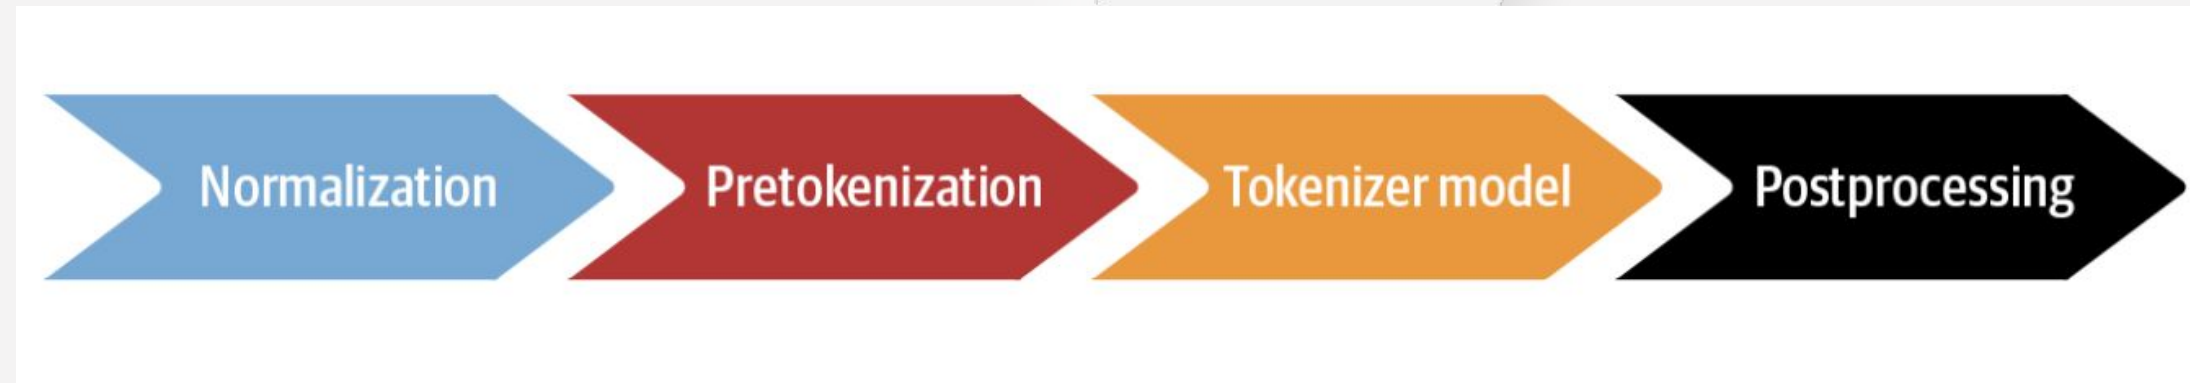 Normalization
Pretokenization
Tokenizer model
Postprocessing